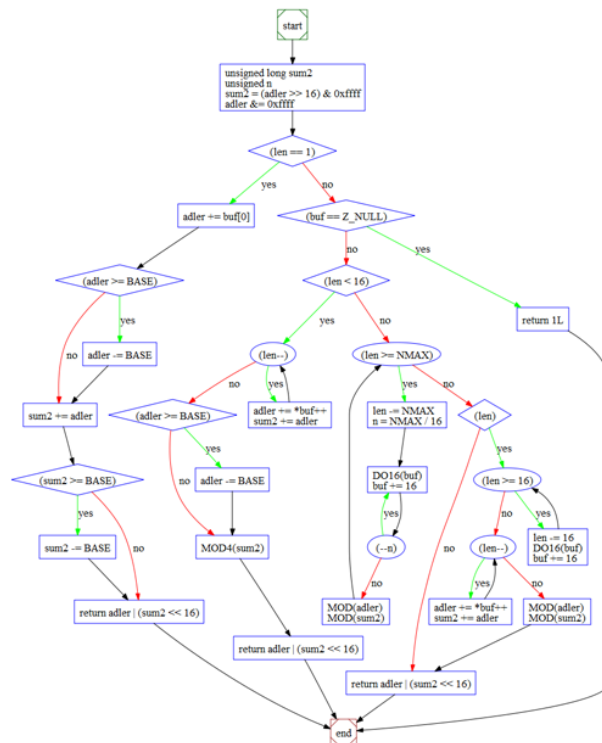 start
unsigned long sum2
unsigned n
sum2 = (adler >> 16) & 0xffff
adler &= 0xffff
(len == 1)
yes
no
adler += buf[0]
(buf == Z_NULL)
no
yes
(adler >= BASE)
(len < 16)
yes
no
return 1L
no
yes
adler -= BASE
(len--)
(len >= NMAX)
no
yes
yes
no
sum2 += adler
(adler >= BASE)
adler += *buf++
sum2 += adler
len -= NMAX
n = NMAX / 16
(len)
yes
no
no
yes
(sum2 >= BASE)
adler -= BASE
DO16(buf)
buf += 16
(len >= 16)
yes
no
yes
no
yes
sum2 -= BASE
MOD4(sum2)
(--n)
(len--)
len -= 16
DO16(buf)
buf += 16
no
yes
no
return adler | (sum2 << 16)
MOD(adler)
MOD(sum2)
adler += *buf++
sum2 += adler
MOD(adler)
MOD(sum2)
return adler | (sum2 << 16)
return adler | (sum2 << 16)
end